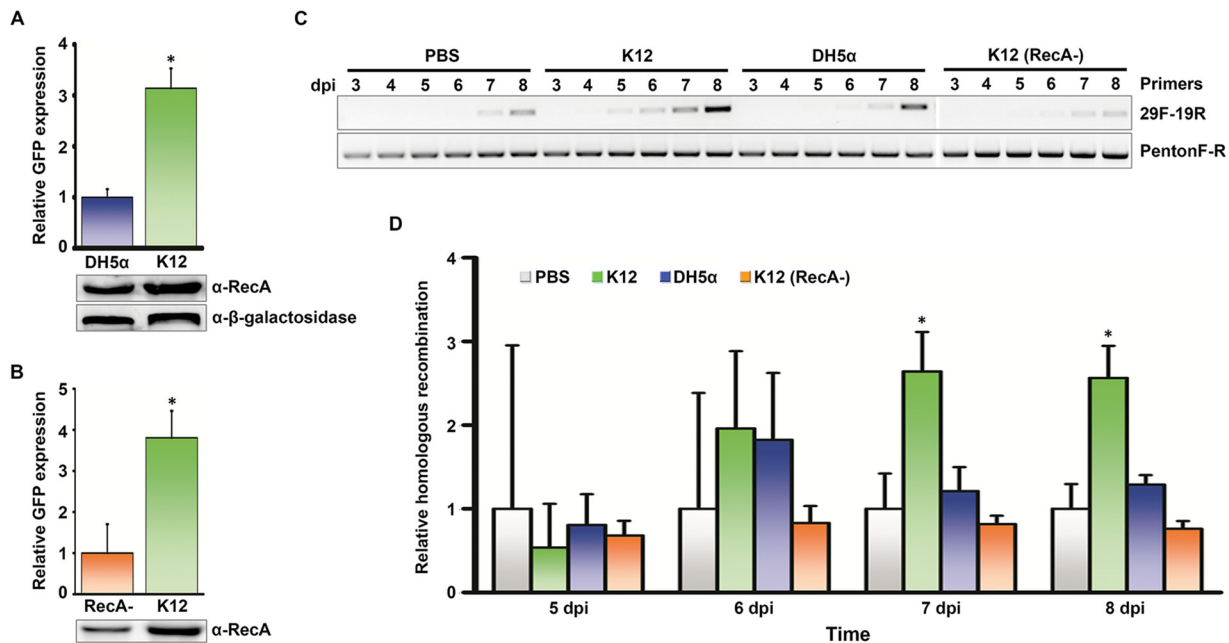 A
Relative GFP expression
4
3
2
1
0
*
DH5α K12
α-RecA
α-β-galactosidase
B
Relative GFP expression
5
4
3
2
1
0
*
RecA- K12
α-RecA
C
PBS K12 DH5α K12 (RecA-)
dpi 3 4 5 6 7 8 3 4 5 6 7 8 3 4 5 6 7 8 3 4 5 6 7 8 Primers
29F-19R
PentonF-R
D
Relative homologous recombination
4
3
2
1
0
PBS K12 DH5α K12 (RecA-)
* *
5 dpi 6 dpi 7 dpi 8 dpi
Time